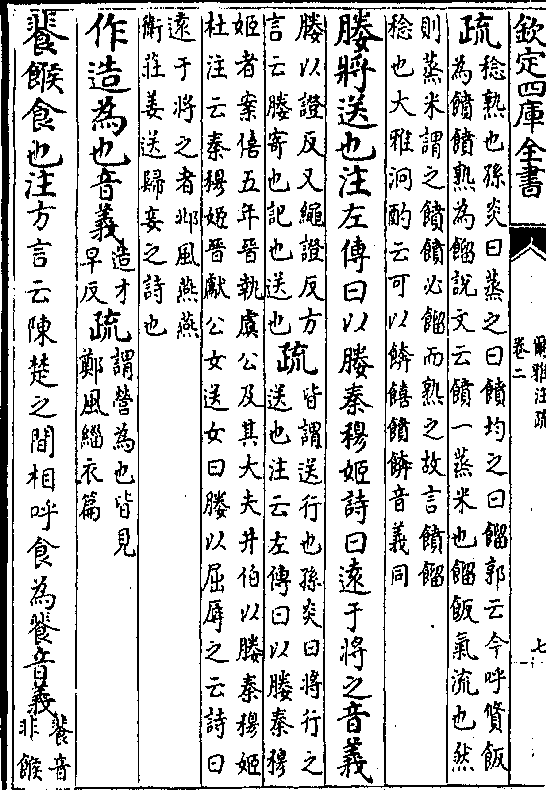 欽定四庫全書
爾雅注疏
卷二
七
疏
稔熟也孫炎曰蒸之曰饙均之曰餾郭云今呼飯
為饙饙熟為餾說文云饙一蒸米也餾飯氣流也然
則蒸米謂之饙饙必餾而熟之故言饙餾
稔也大雅泂酌云可以餴饎饙餴音義同
媵將送也注左傳曰以媵秦穆姬詩曰遠于將之音義
媵以證反又繩證反方
言云媵寄也記也送也
疏
皆謂送行也孫炎曰將行之
送也注云左傳曰以媵秦穆
姬者案僖五年晉執虞公及其大夫井伯以媵秦穆姬
杜注云秦穆姬晉獻公女送女曰媵以屈辱之云詩曰
遠于將之者邶風燕燕
衛莊姜送歸妾之詩也
作造為也音義
造才
早反
疏
謂營為也皆見
鄭風緇衣篇
餥餱食也注方言云陳楚之間相呼食為餥音義
餥音
非餱